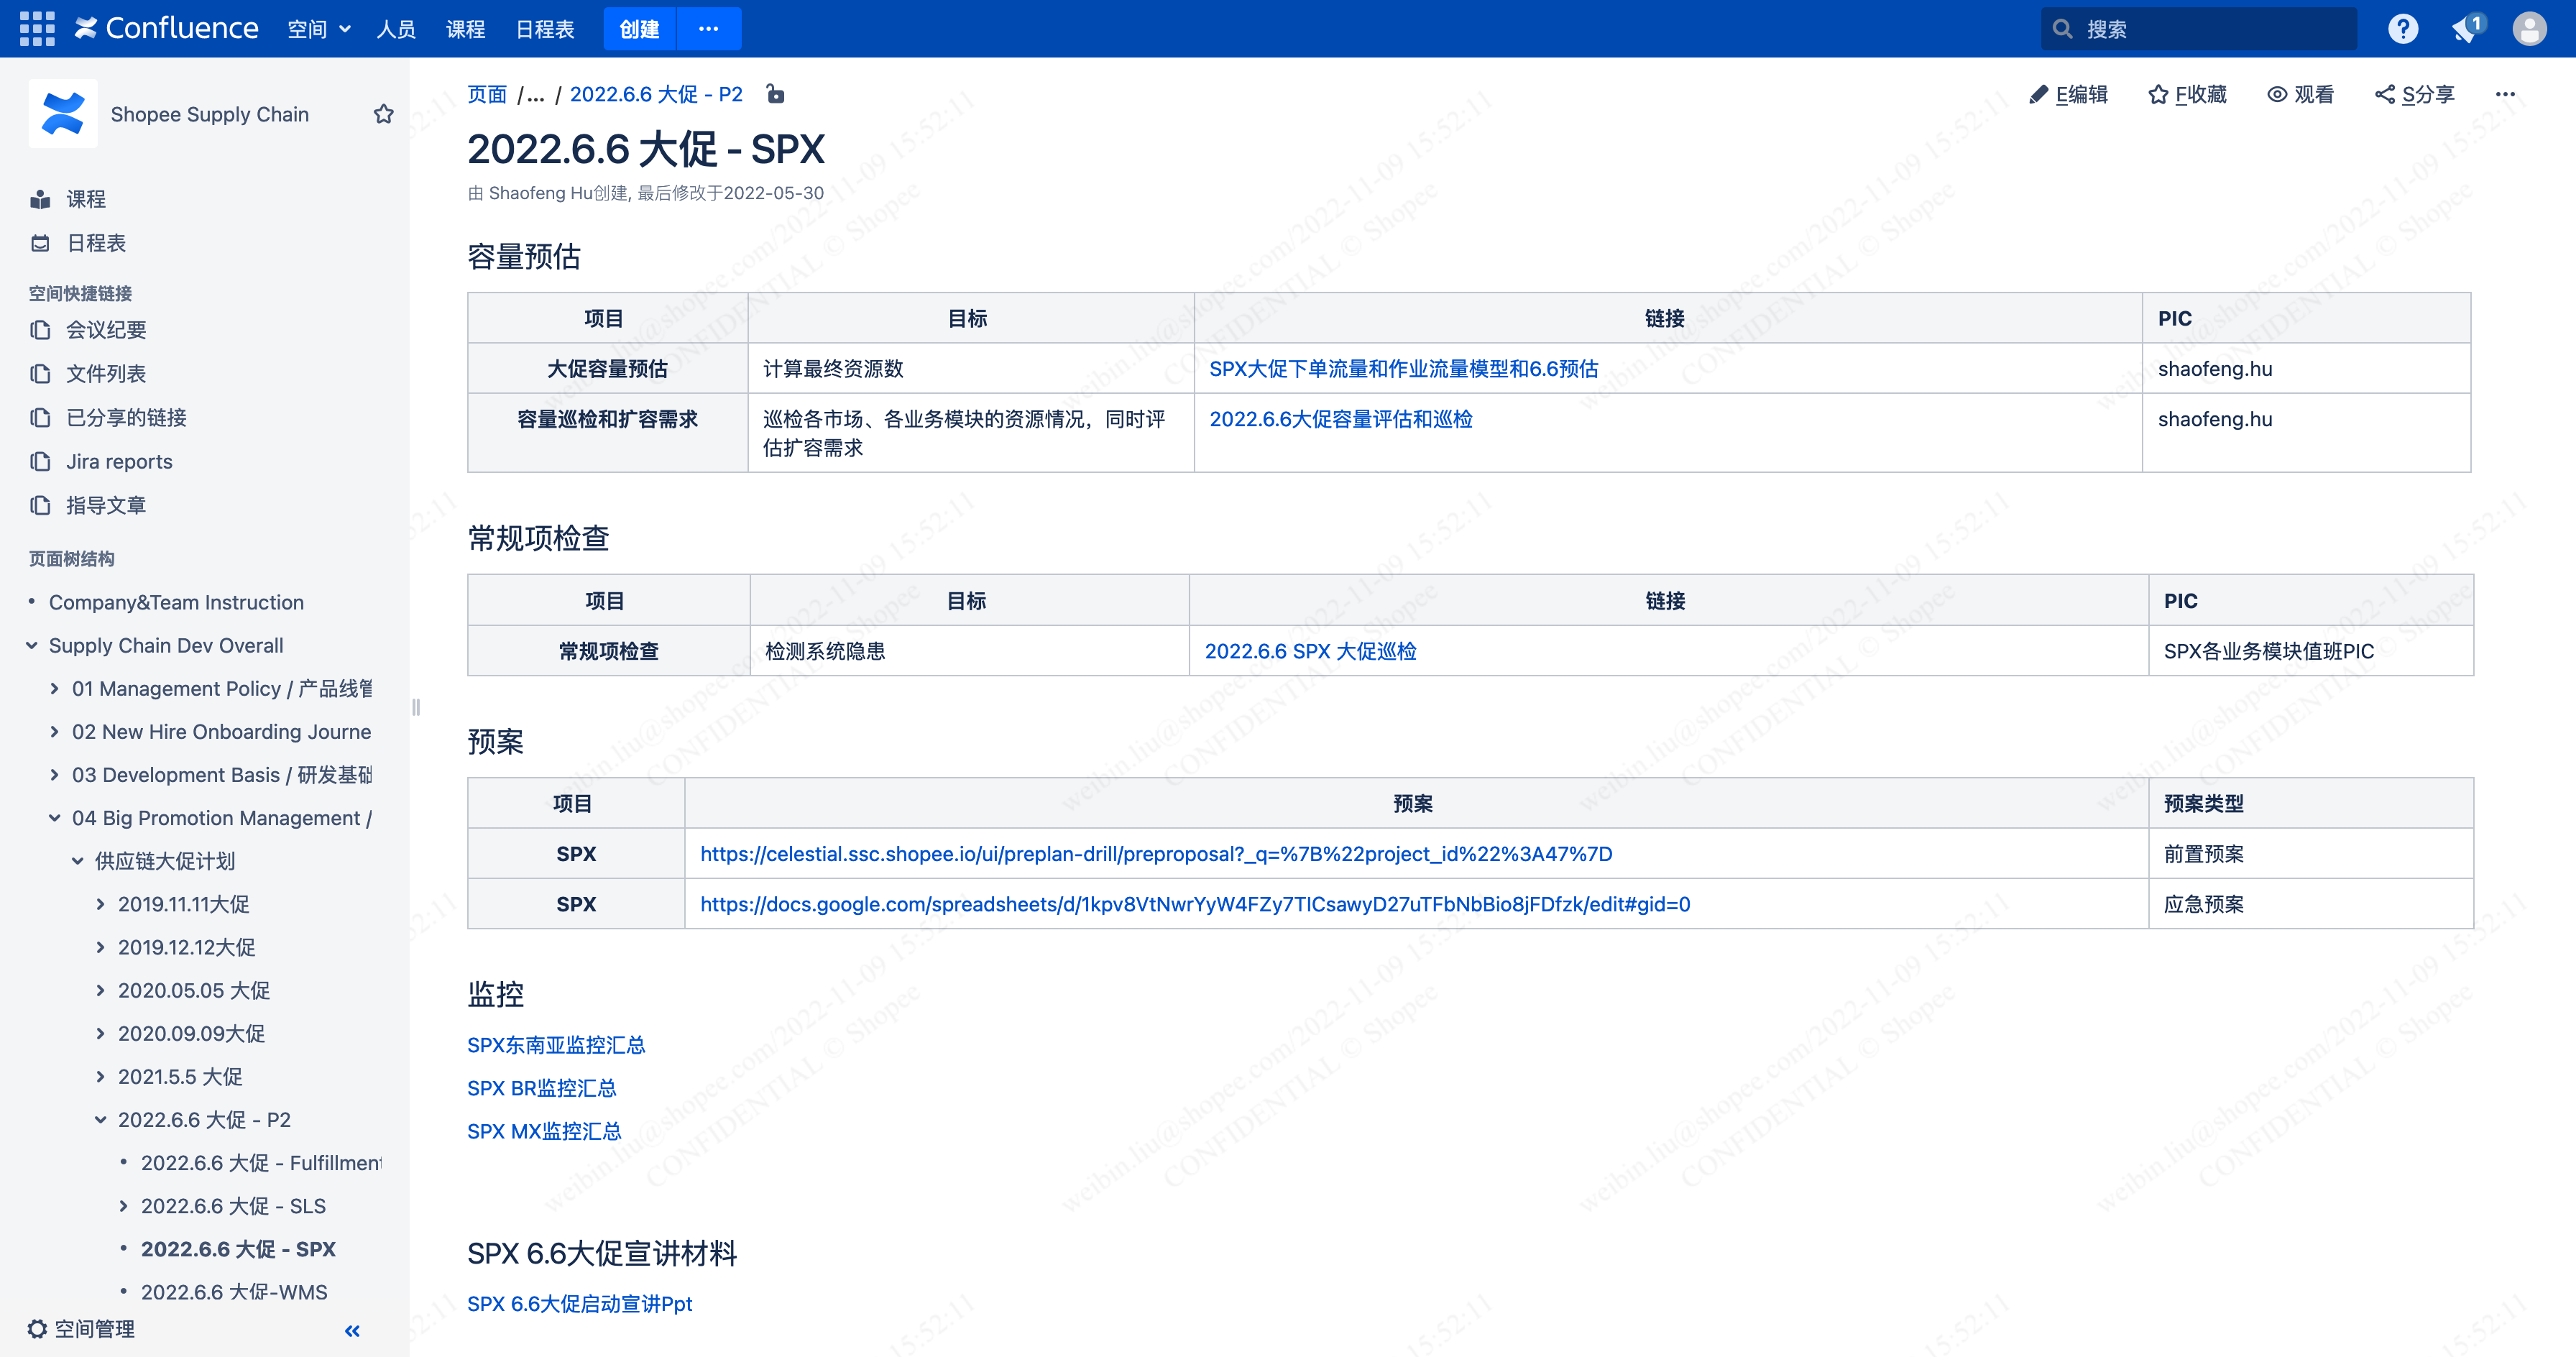 Confluence 空间 人员 课程 日程表 创建 ··· 搜索 1
Shopee Supply Chain
课程
日程表
空间快捷链接
会议纪要
文件列表
已分享的链接
Jira reports
指导文章
页面树结构
• Company&Team Instruction
Supply Chain Dev Overall
01 Management Policy / 产品线管
02 New Hire Onboarding Journe
03 Development Basis / 研发基础
04 Big Promotion Management /
供应链大促计划
2019.11.11大促
2019.12.12大促
2020.05.05 大促
2020.09.09大促
2021.5.5 大促
2022.6.6 大促 - P2
• 2022.6.6 大促 - Fulfillment
2022.6.6 大促 - SLS
• 2022.6.6 大促 - SPX
• 2022.6.6 大促-WMS
空间管理 «
页面 /... / 2022.6.6 大促 - P2
E编辑 F收藏 观看 S分享 ···
2022.6.6 大促 - SPX
由 Shaofeng Hu创建, 最后修改于2022-05-30
容量预估
项目 目标 链接 PIC
大促容量预估 计算最终资源数 SPX大促下单流量和作业流量模型和6.6预估 shaofeng.hu
容量巡检和扩容需求 巡检各市场、各业务模块的资源情况，同时评 2022.6.6大促容量评估和巡检 shaofeng.hu
估扩容需求
常规项检查
项目 目标 链接 PIC
常规项检查 检测系统隐患 2022.6.6 SPX 大促巡检 SPX各业务模块值班PIC
预案
项目 预案 预案类型
SPX https://celestial.ssc.shopee.io/ui/preplan-drill/preproposal?_q=%7B%22project_id%22%3A47%7D 前置预案
SPX https://docs.google.com/spreadsheets/d/1kpv8VtNwrYyW4FZy7TICsawyD27uTFbNbBio8jFDfzk/edit#gid=0 应急预案
监控
SPX东南亚监控汇总
SPX BR监控汇总
SPX MX监控汇总
SPX 6.6大促宣讲材料
SPX 6.6大促启动宣讲Ppt
weibin.liu@shopee.com/2022-11-09 15:52:11
CONFIDENTIAL © Shopee